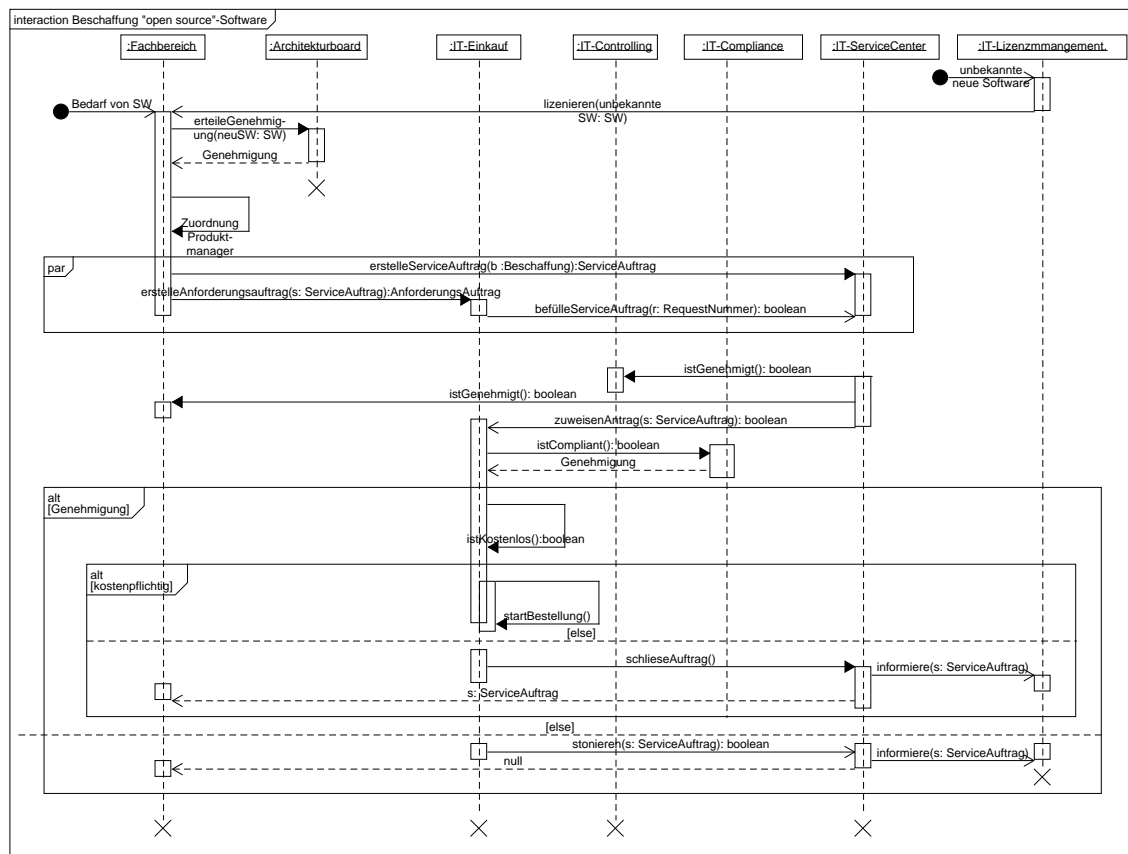 interaction Beschaffung "open source"-Software
:Fachbereich
:Architekturboard
:IT-Einkauf
:IT-Controlling
:IT-Compliance
:IT-ServiceCenter
:IT-Lizenzmmangement.
unbekannte
neue Software
Bedarf von SW
lizenieren(unbekannte
SW: SW)
erteileGenehmig-
ung(neuSW: SW)
Genehmigung
Zuordnung
Produkt-
manager
par
erstelleServiceAuftrag(b :Beschaffung):ServiceAuftrag
erstelleAnforderungsauftrag(s: ServiceAuftrag):AnforderungsAuftrag
befülleServiceAuftrag(r: RequestNummer): boolean
istGenehmigt(): boolean
istGenehmigt(): boolean
zuweisenAntrag(s: ServiceAuftrag): boolean
istCompliant(): boolean
Genehmigung
alt
[Genehmigung]
istKostenlos():boolean
alt
[kostenpflichtig]
startBestellung()
[else]
schlieseAuftrag()
informiere(s: ServiceAuftrag)
s: ServiceAuftrag
[else]
stonieren(s: ServiceAuftrag): boolean
informiere(s: ServiceAuftrag)
null